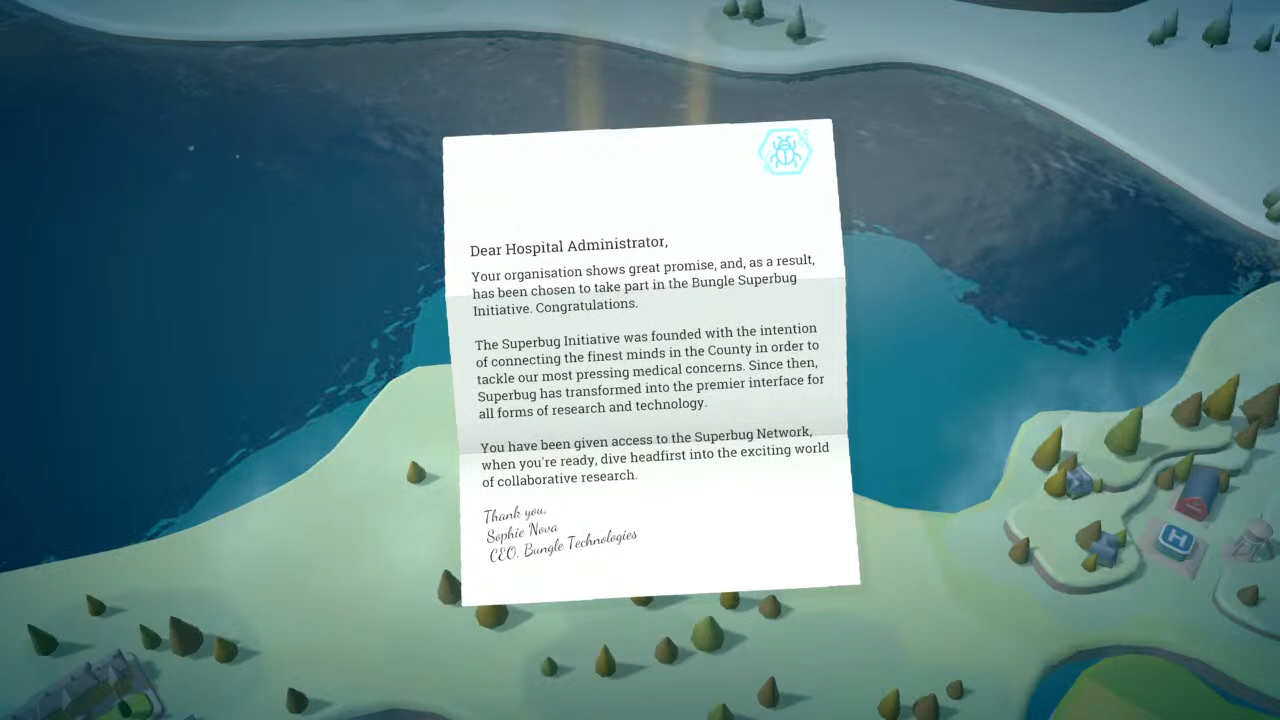 Dear Hospital Administrator,
Your organisation shows great promise, and, as a result,
has been chosen to take part in the Bungle Superbug
Initiative. Congratulations.
The Superbug Initiative was founded with the intention
of connecting the finest minds in the County in order to
tackle our most pressing medical concerns. Since then,
Superbug has transformed into the premier interface for
all forms of research and technology.
You have been given access to the Superbug Network,
when you're ready, dive headfirst into the exciting world
of collaborative research.
Thank you,
Sophie Nova
CEO, Bungle Technologies
H